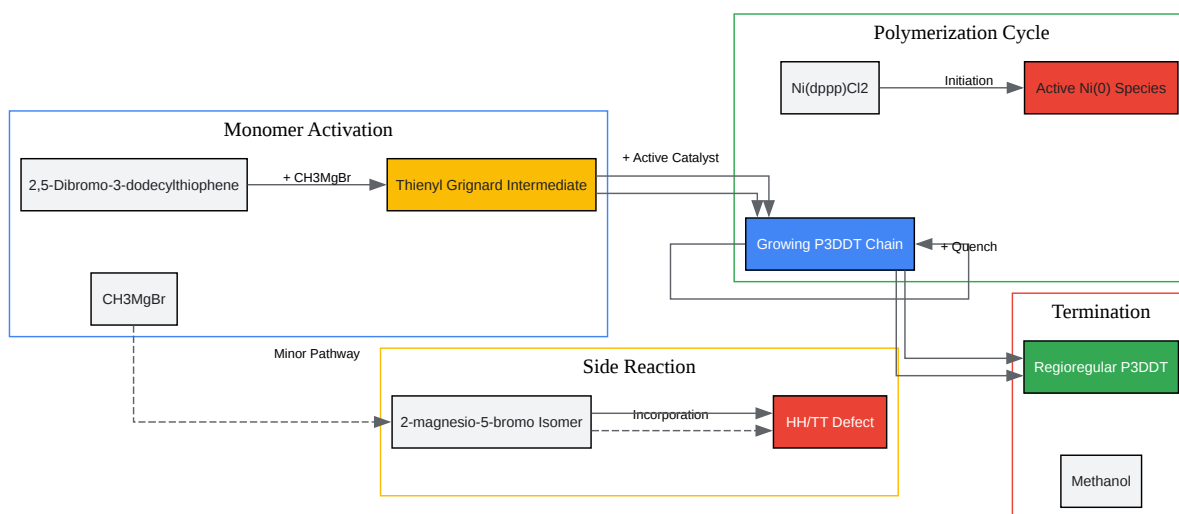 Polymerization Cycle
Ni(dppp)Cl2
Initiation
Active Ni(0) Species
Monomer Activation
2,5-Dibromo-3-dodecylthiophene
+ CH3MgBr
Thienyl Grignard Intermediate
+ Active Catalyst
Growing P3DDT Chain
+ Quench
CH3MgBr
Minor Pathway
Side Reaction
2-magnesio-5-bromo Isomer
Incorporation
HH/TT Defect
Termination
Regioregular P3DDT
Methanol